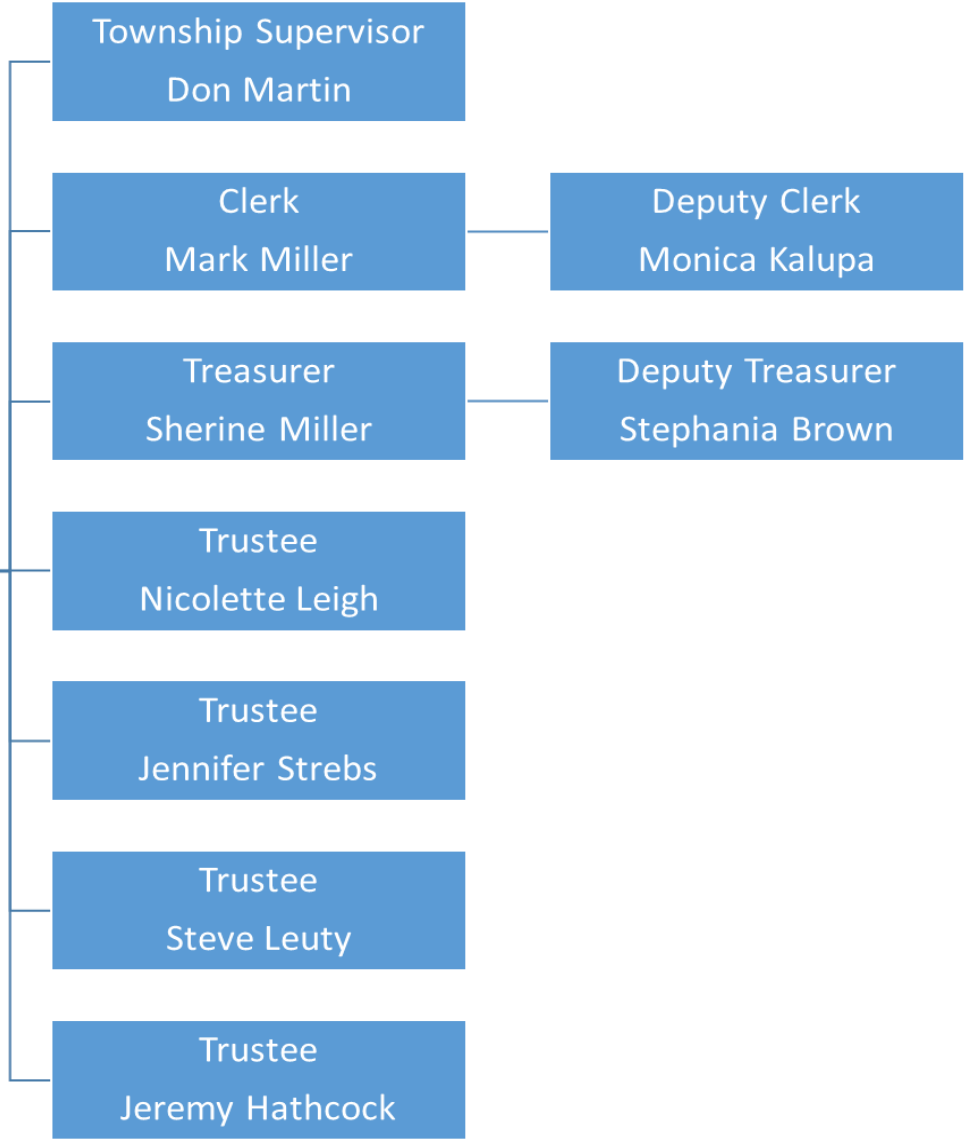 Township Supervisor
Don Martin
Clerk
Mark Miller
Deputy Clerk
Monica Kalupa
Treasurer
Sherine Miller
Deputy Treasurer
Stephania Brown
Trustee
Nicolette Leigh
Trustee
Jennifer Strebs
Trustee
Steve Leuty
Trustee
Jeremy Hathcock